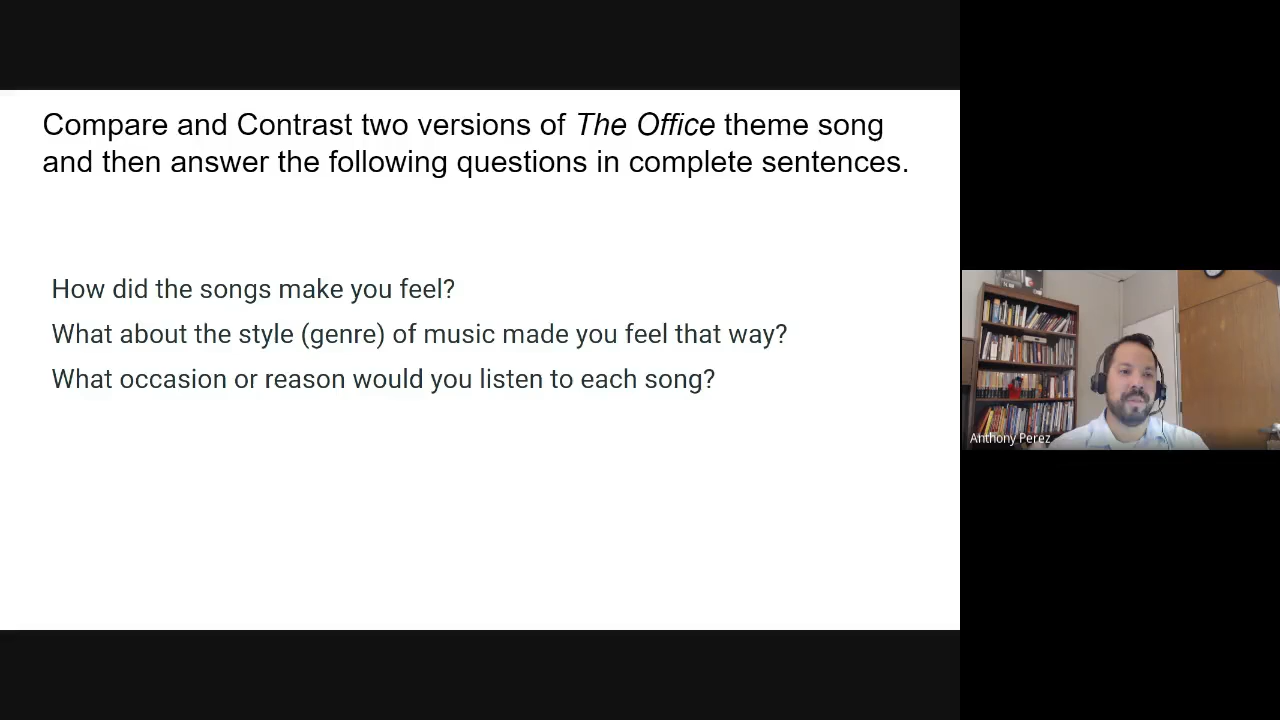 Compare and Contrast two versions of The Office theme song
and then answer the following questions in complete sentences.
How did the songs make you feel?
What about the style (genre) of music made you feel that way?
What occasion or reason would you listen to each song?
Anthony Perez